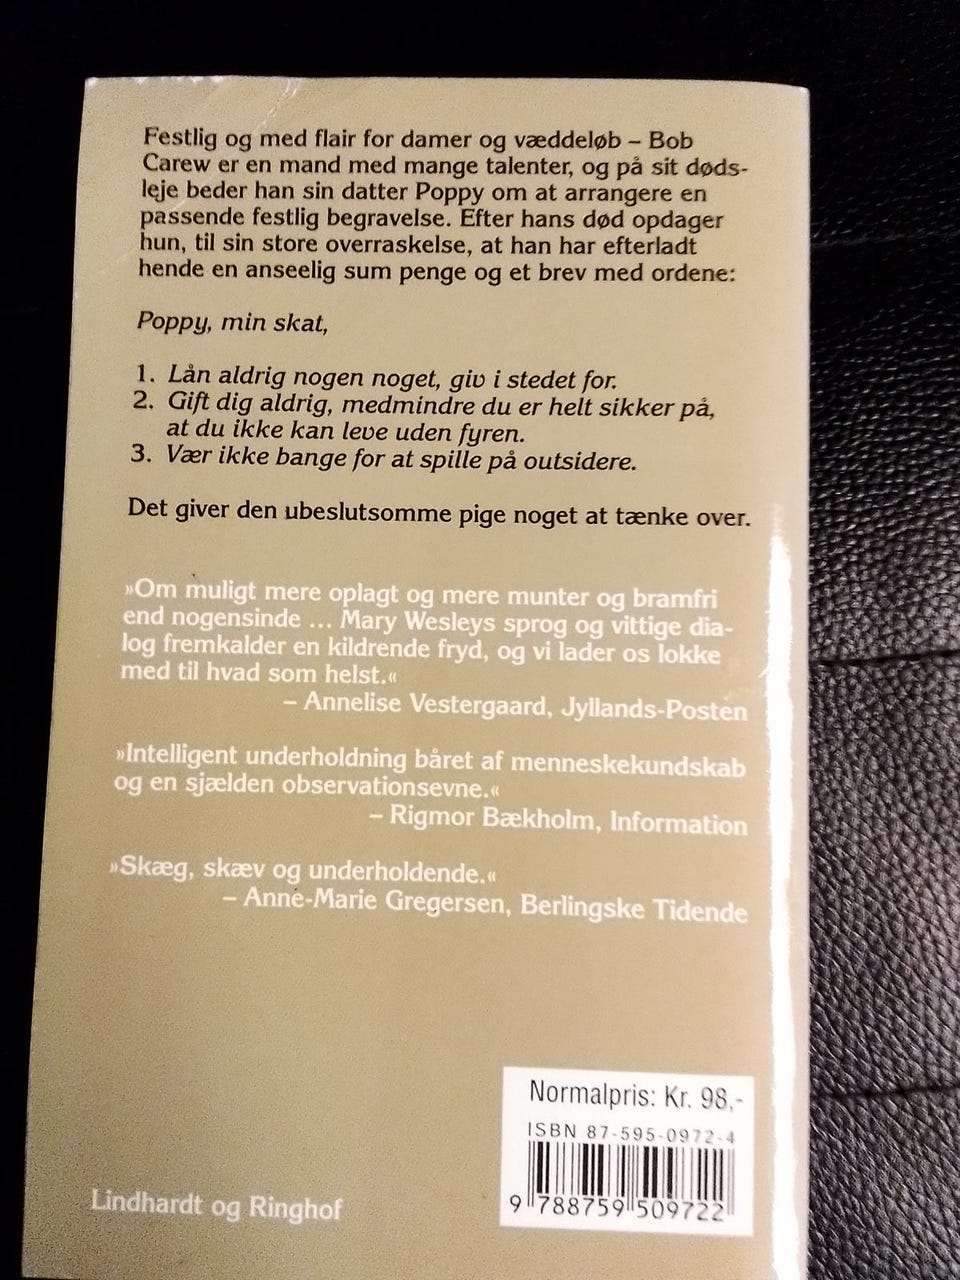 Festlig og med flair for damer og væddeløb – Bob
Carew er en mand med mange talenter, og på sit døds-
leje beder han sin datter Poppy om at arrangere en
passende festlig begravelse. Efter hans død opdager
hun, til sin store overraskelse, at han har efterladt
hende en anseelig sum penge og et brev med ordene:
Poppy, min skat,
1. Lån aldrig nogen noget, giv i stedet for.
2. Gift dig aldrig, medmindre du er helt sikker på,
at du ikke kan leve uden fyren.
3. Vær ikke bange for at spille på outsidere.
Det giver den ubeslutsomme pige noget at tænke over.
»Om muligt mere oplagt og mere munter og bramfri
end nogensinde ... Mary Wesleys sprog og vittige dia-
log fremkalder en kildrende fryd, og vi lader os lokke
med til hvad som helst.«
– Annelise Vestergaard, Jyllands-Posten
»Intelligent underholdning båret af menneskekundskab
og en sjælden observationsevne.«
– Rigmor Bækholm, Information
»Skæg, skæv og underholdende.«
– Anne-Marie Gregersen, Berlingske Tidende
Normalpris: Kr. 98,-
ISBN 87-595-0972-4
9 788759 509722
Lindhardt og Ringhof